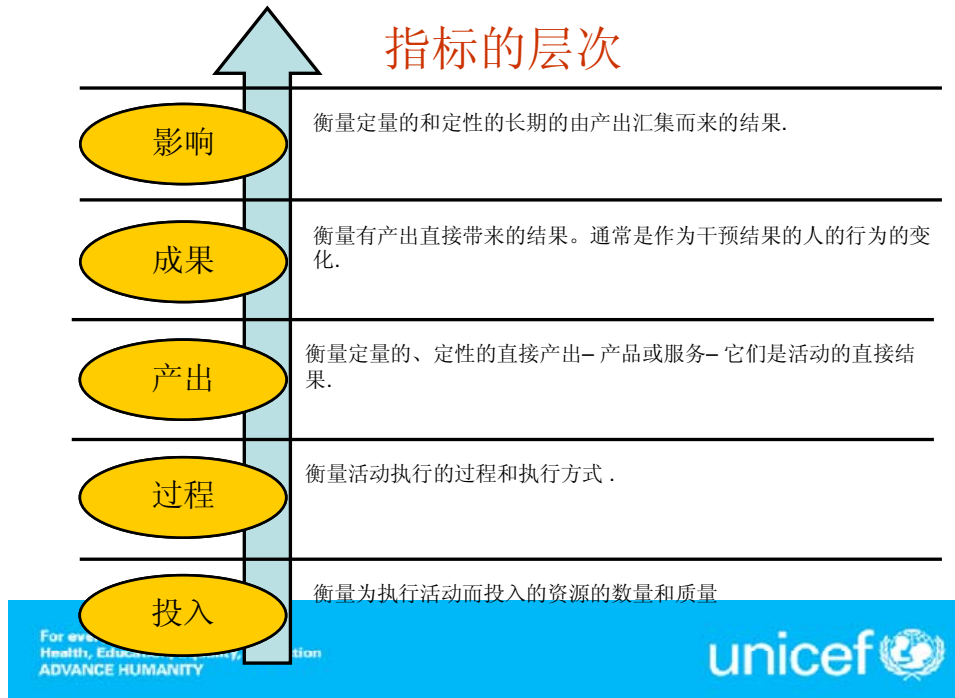 指标的层次
影响
衡量定量的和定性的长期的由产出汇集而来的结果.
成果
衡量有产出直接带来的结果。通常是作为干预结果的人的行为的变
化.
产出
衡量定量的、定性的直接产出– 产品或服务– 它们是活动的直接结
果.
过程
衡量活动执行的过程和执行方式 .
投入
衡量为执行活动而投入的资源的数量和质量
For
Health,
ADVANCE HUMANITY
unicef